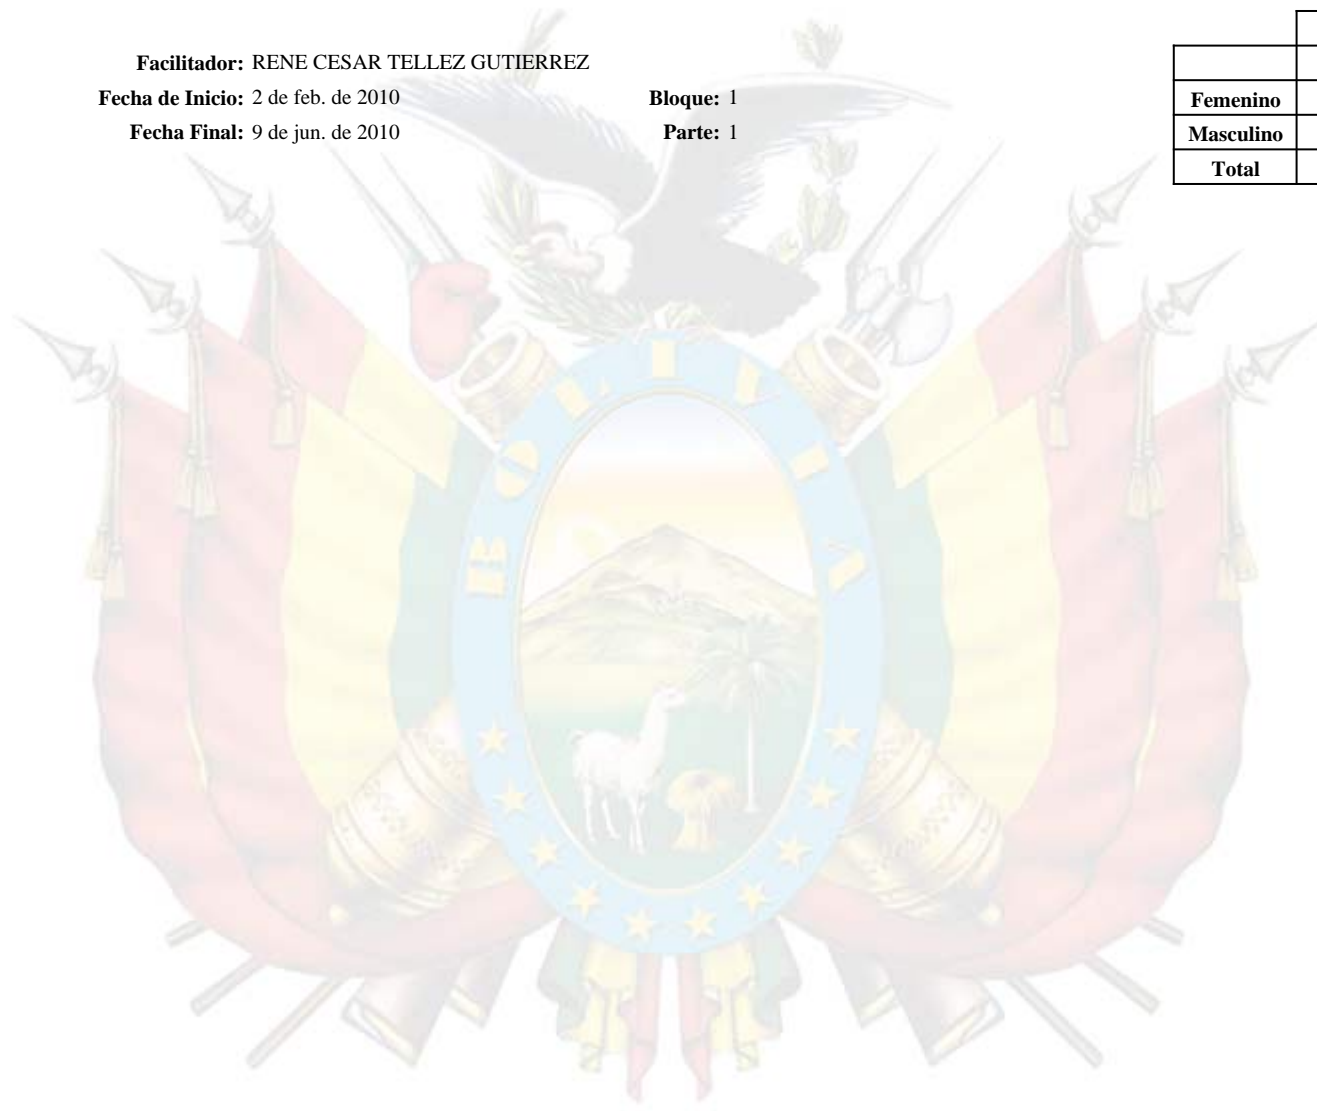 Facilitador: RENE CESAR TELLEZ GUTIERREZ
Fecha de Inicio: 2 de feb. de 2010 Bloque: 1
Fecha Final: 9 de jun. de 2010 Parte: 1
Femenino
Masculino
Total
BOLIVIA